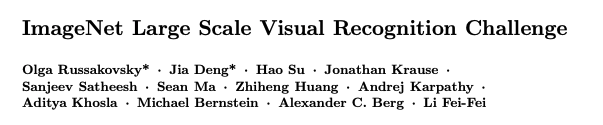 ImageNet Large Scale Visual Recognition Challenge
Olga Russakovsky* · Jia Deng* · Hao Su · Jonathan Krause ·
Sanjeev Satheesh · Sean Ma · Zhiheng Huang · Andrej Karpathy ·
Aditya Khosla · Michael Bernstein · Alexander C. Berg · Li Fei-Fei